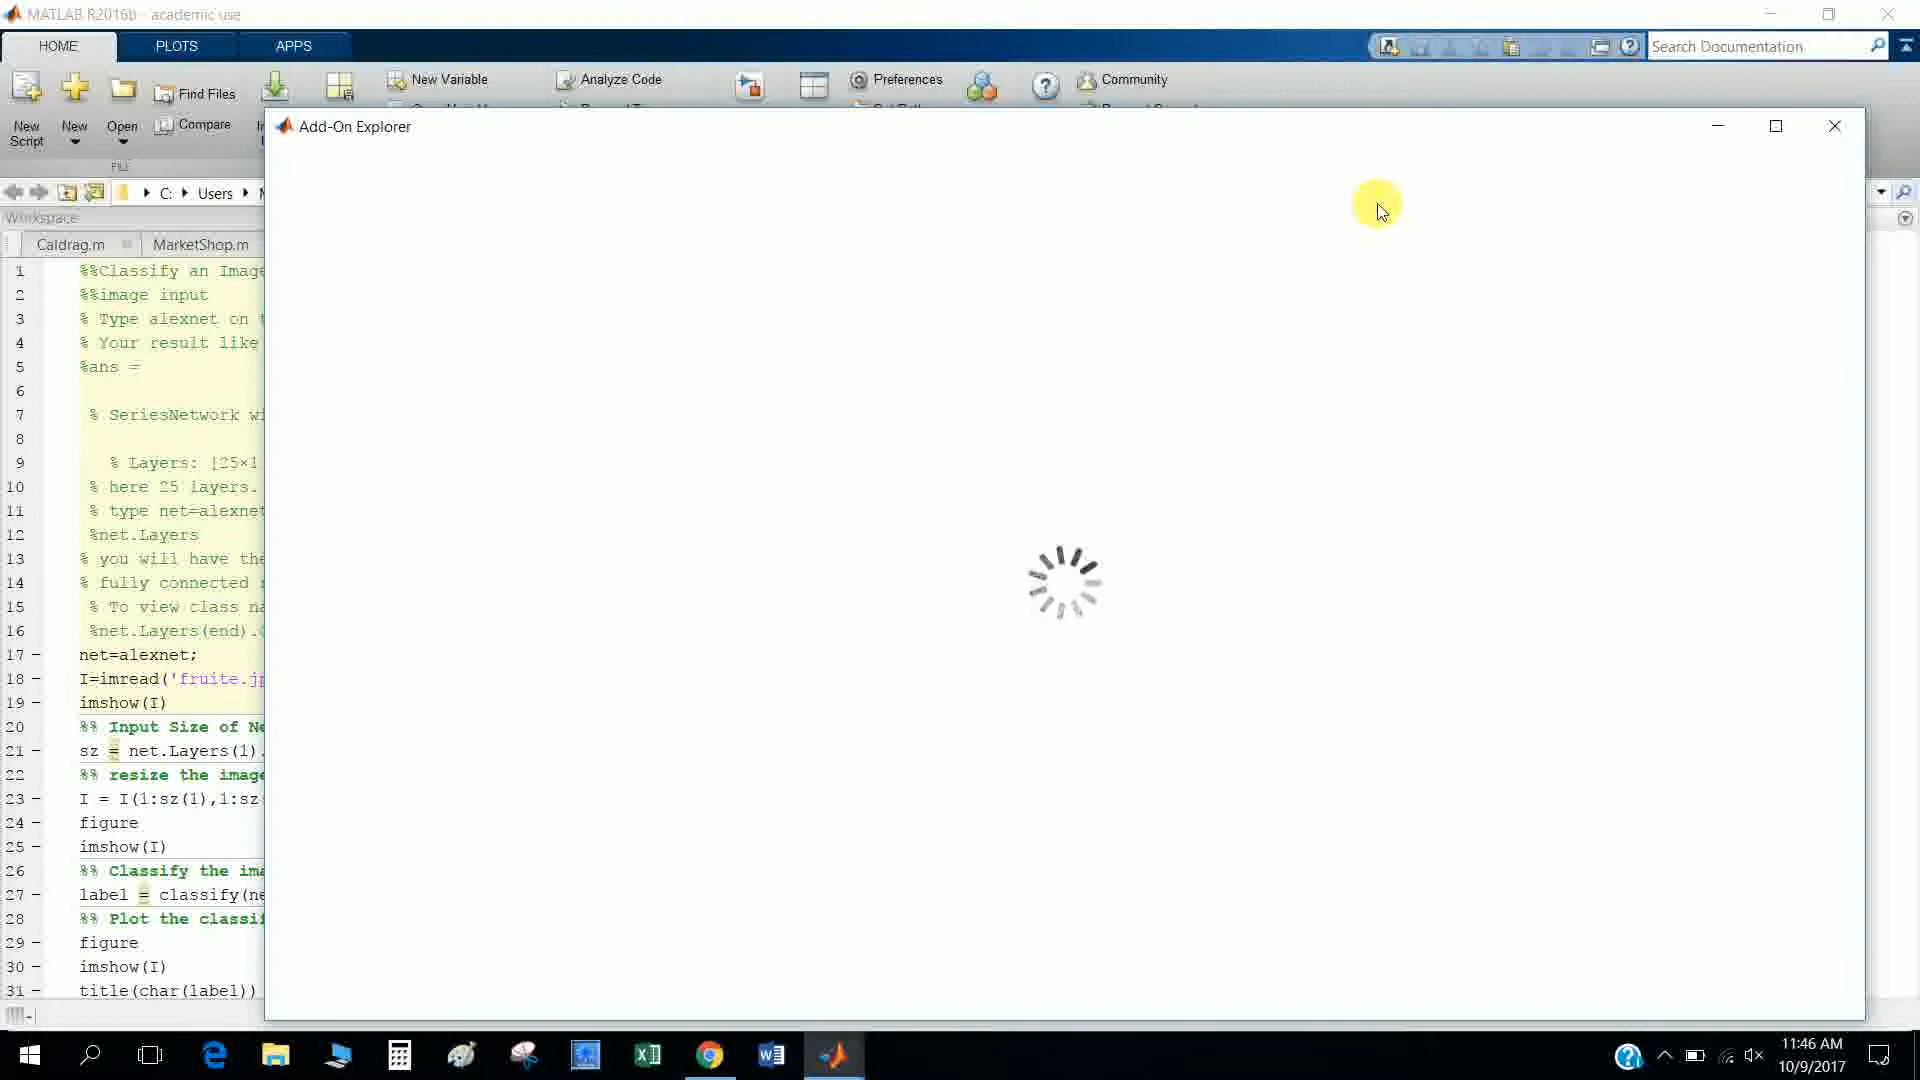 MATLAB R2016b - academic use
HOME
PLOTS
APPS
Search Documentation
New Variable
Analyze Code
Preferences
Community
Find Files
Compare
New Script
New
Open
FILE
Add-On Explorer
C:
Users
Workspace
Caldrag.m
MarketShop.m
1 %%Classify an Image
2 %%image input
3 % Type alexnet on
4 % Your result like
5 %ans =
6
7 % SeriesNetwork
8
9 % Layers: [25×1
10 % here 25 layers.
11 % type net=alexnet
12 %net.Layers
13 % you will have the
14 % fully connected
15 % To view class
16 %net.Layers(end).
17 net=alexnet;
18 I=imread('fruite.jp
19 imshow(I)
20 %% Input Size of
21 sz = net.Layers(1).
22 %% resize the image
23 I = I(1:sz(1),1:sz
24 figure
25 imshow(I)
26 %% Classify the
27 label = classify(
28 %% Plot the
29 figure
30 imshow(I)
31 title(char(label))
11:46 AM
10/9/2017